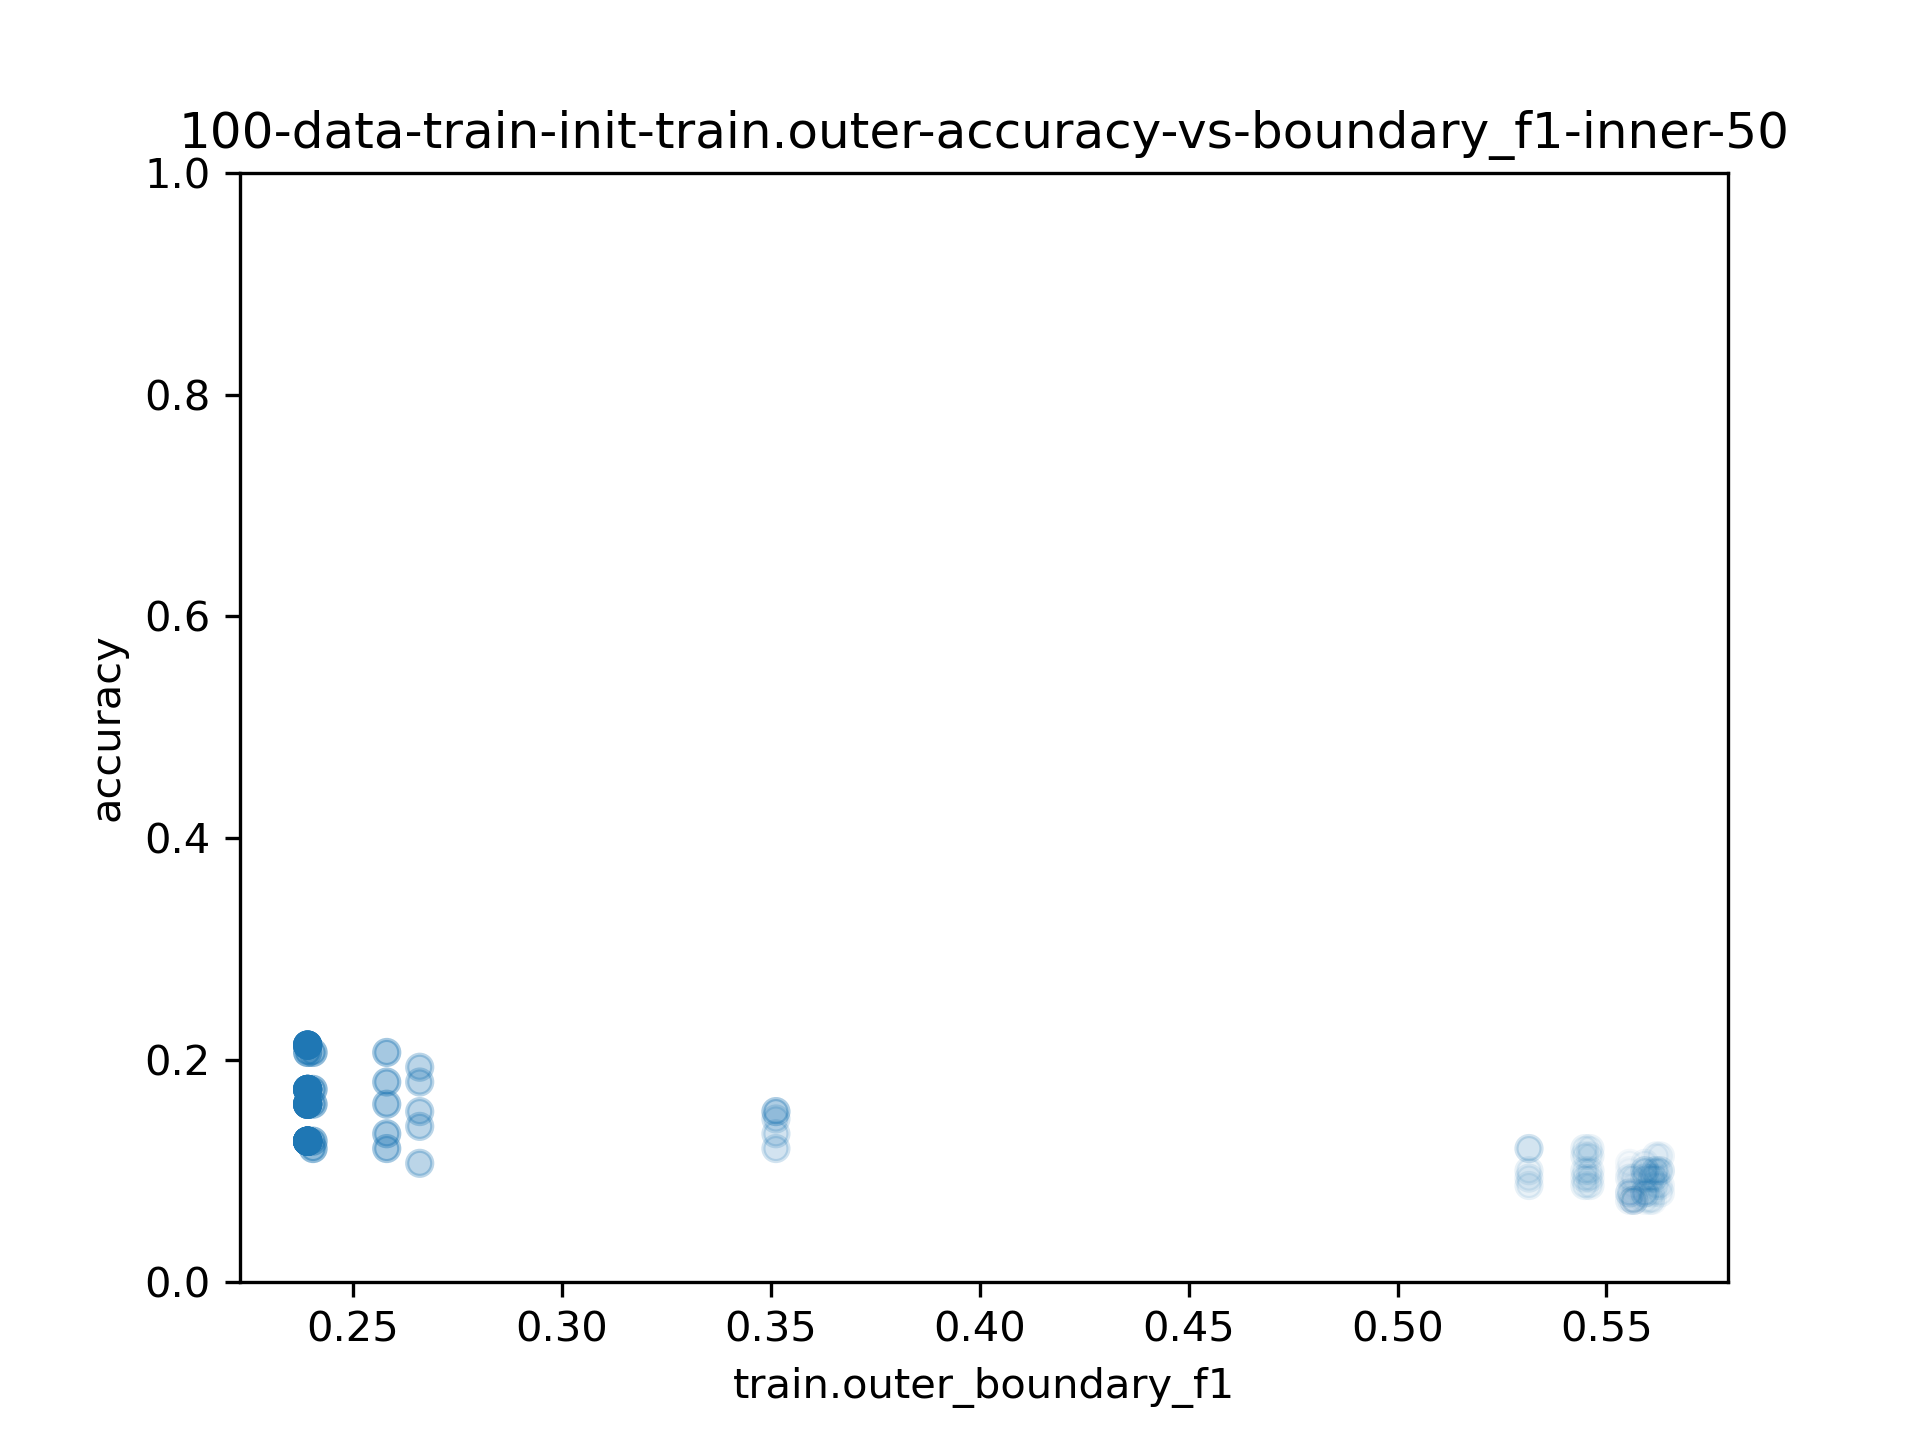 100-data-train-init-train.outer-accuracy-vs-boundary_f1-inner-50
1.0
0.8
0.6
0.4
0.2
0.0
accuracy
0.25 0.30 0.35 0.40 0.45 0.50 0.55
train.outer_boundary_f1